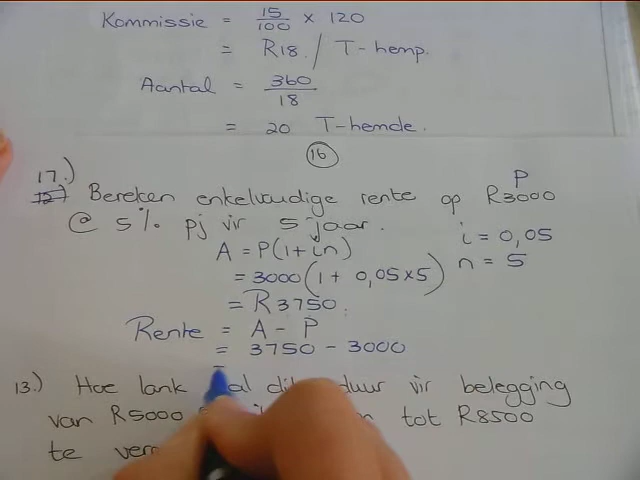 Kommissie = 15/100 x 120
= R18 / T-hemp.
Aantal = 360/18
= 20 T-hemde.
16
17.)
Bereken enkelvoudige rente op R3000
P
@ 5% pj vir 5 jaar.
i = 0,05
A = P(1+in)
n = 5
= 3000(1 + 0,05x5)
= R3750.
Rente = A - P
= 3750 - 3000
=
13.) Hoe lank duur vir belegging
van R5000 tot R8500
te